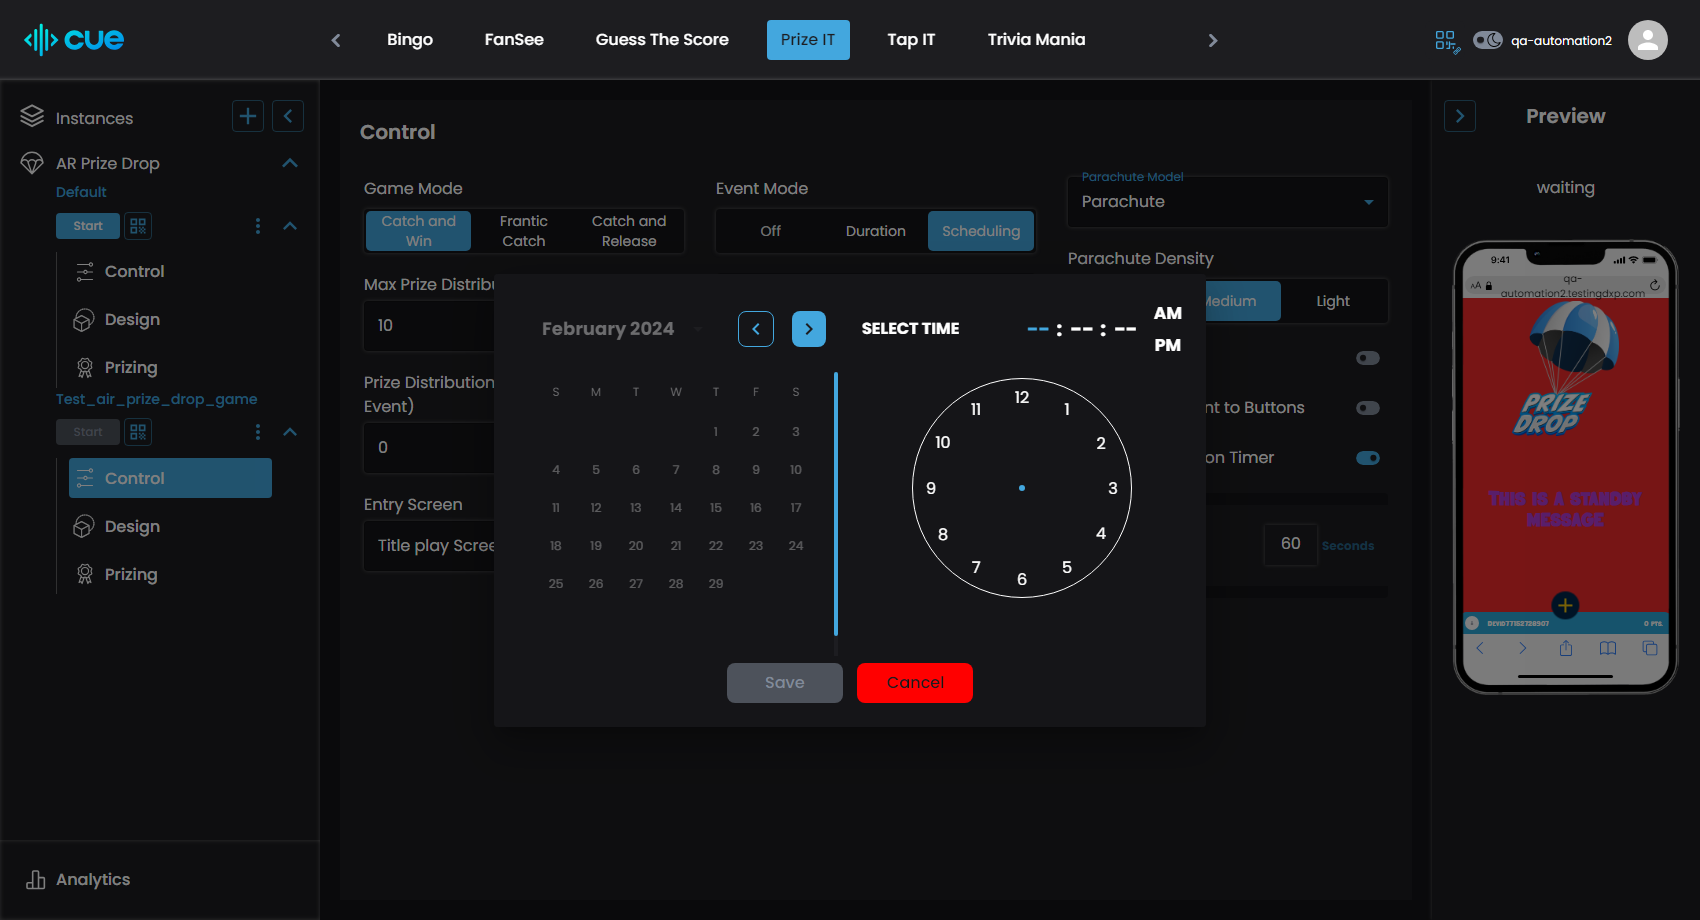 cue
Bingo
FanSee
Guess The Score
Prize IT
Tap IT
Trivia Mania
qa-automation2
Instances
AR Prize Drop
Default
Start
Control
Design
Prizing
Test_air_prize_drop_game
Start
Control
Design
Prizing
Analytics
Control
Game Mode
Catch and
Win
Frantic
Catch
Catch and
Release
Event Mode
Off
Duration
Scheduling
Parachute Model
Parachute
Max Prize Distribu
10
Parachute Density
Medium
Light
Prize Distribution
Event)
0
nt to Buttons
on Timer
Entry Screen
Title play Scree
60
Seconds
February 2024
S M T W T F S
1 2 3
4 5 6 7 8 9 10
11 12 13 14 15 16 17
18 19 20 21 22 23 24
25 26 27 28 29
SELECT TIME
-- : -- : --
AM
PM
12
11 1
10 2
9 3
8 4
7 5
6
Save
Cancel
Preview
waiting
9:41
AA
qa-
automation2.testingdxp.com
PRIZE
DROP
THIS IS A STANDBY
MESSAGE
0 PTS.